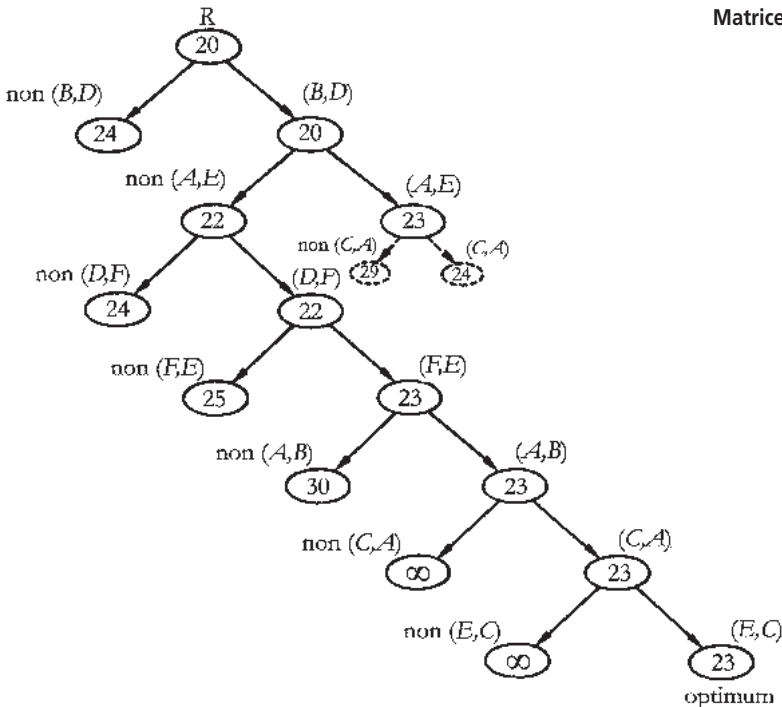 Matrice
R
20
non (B,D)
(B,D)
24
20
non (A,E)
(A,E)
22
23
non (C,A)
(C,A)
29
24
non (D,F)
(D,F)
24
22
non (F,E)
(F,E)
25
23
non (A,B)
(A,B)
30
23
non (C,A)
(C,A)
∞
23
non (E,C)
(E,C)
∞
23
optimum